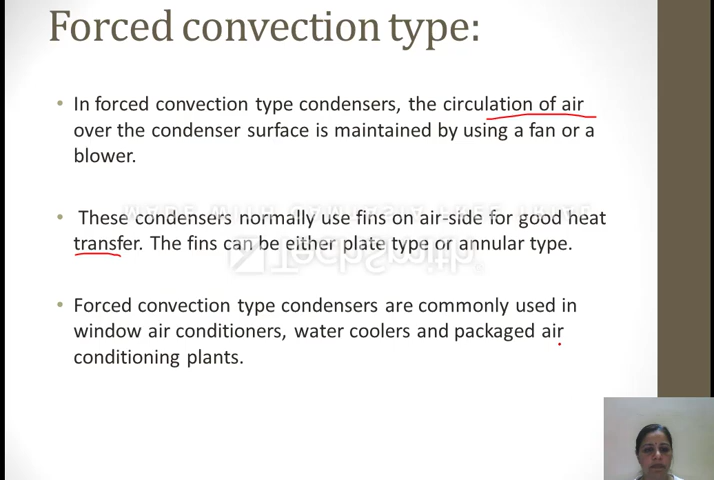 Forced convection type:
• In forced convection type condensers, the circulation of air
over the condenser surface is maintained by using a fan or a
blower.
• These condensers normally use fins on air-side for good heat
transfer. The fins can be either plate type or annular type.
• Forced convection type condensers are commonly used in
window air conditioners, water coolers and packaged air
conditioning plants.